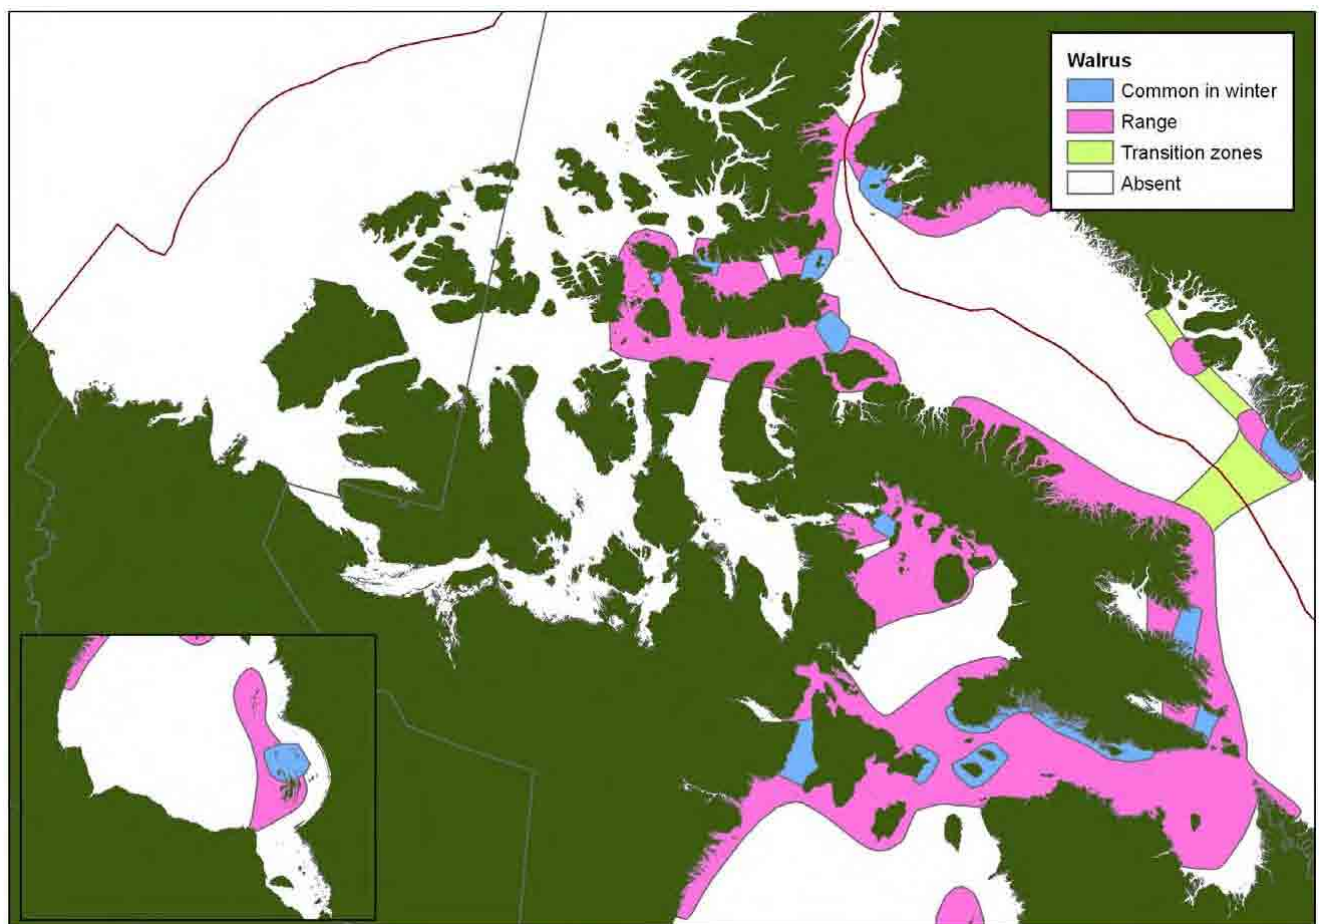 Walrus
Common in winter
Range
Transition zones
Absent